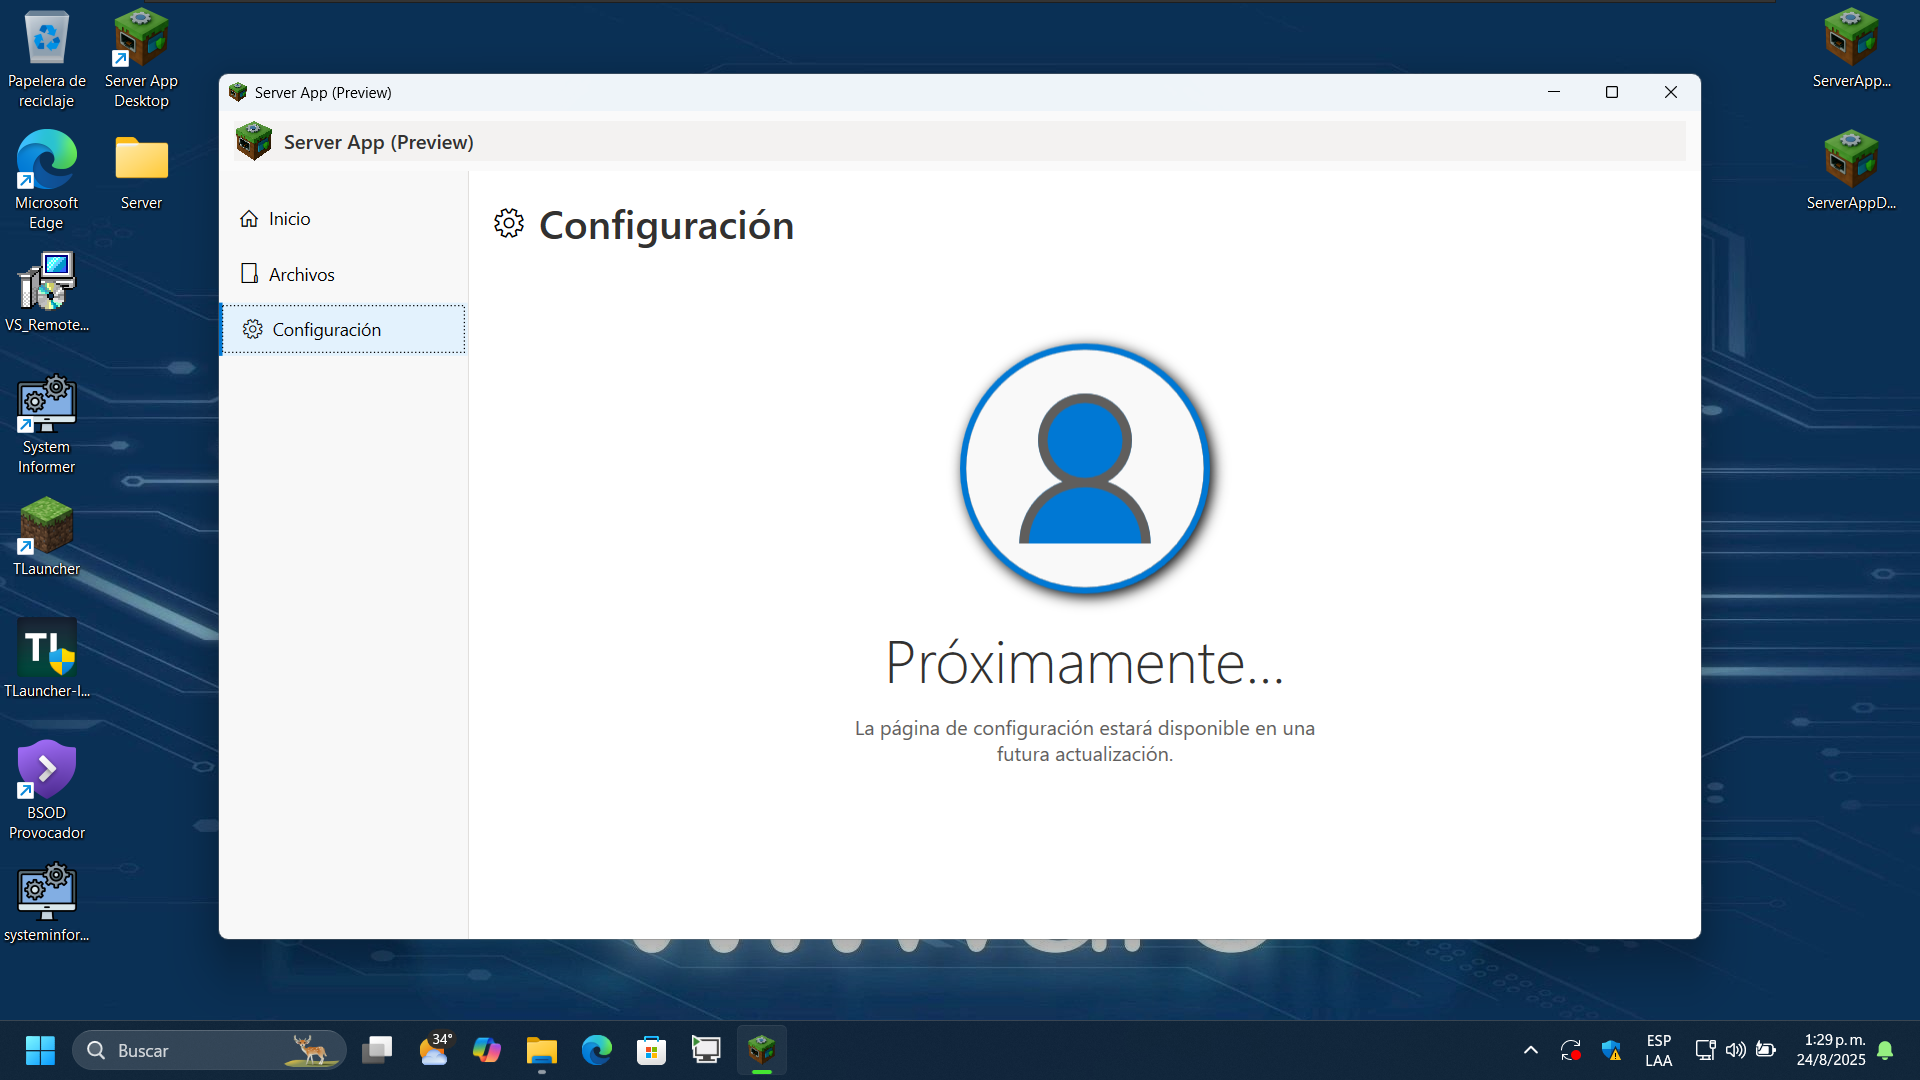 Papelera de
reciclaje
Server App
Desktop
Microsoft
Edge
Server
VS_Remote...
System
Informer
TLauncher
TL
TLauncher-I...
BSOD
Provocador
systeminfor...
ServerApp...
ServerAppD...
Server App (Preview)
Server App (Preview)
Inicio
Archivos
Configuración
Configuración
Próximamente...
La página de configuración estará disponible en una
futura actualización.
Buscar
34°
ESP
LAA
1:29 p. m.
24/8/2025